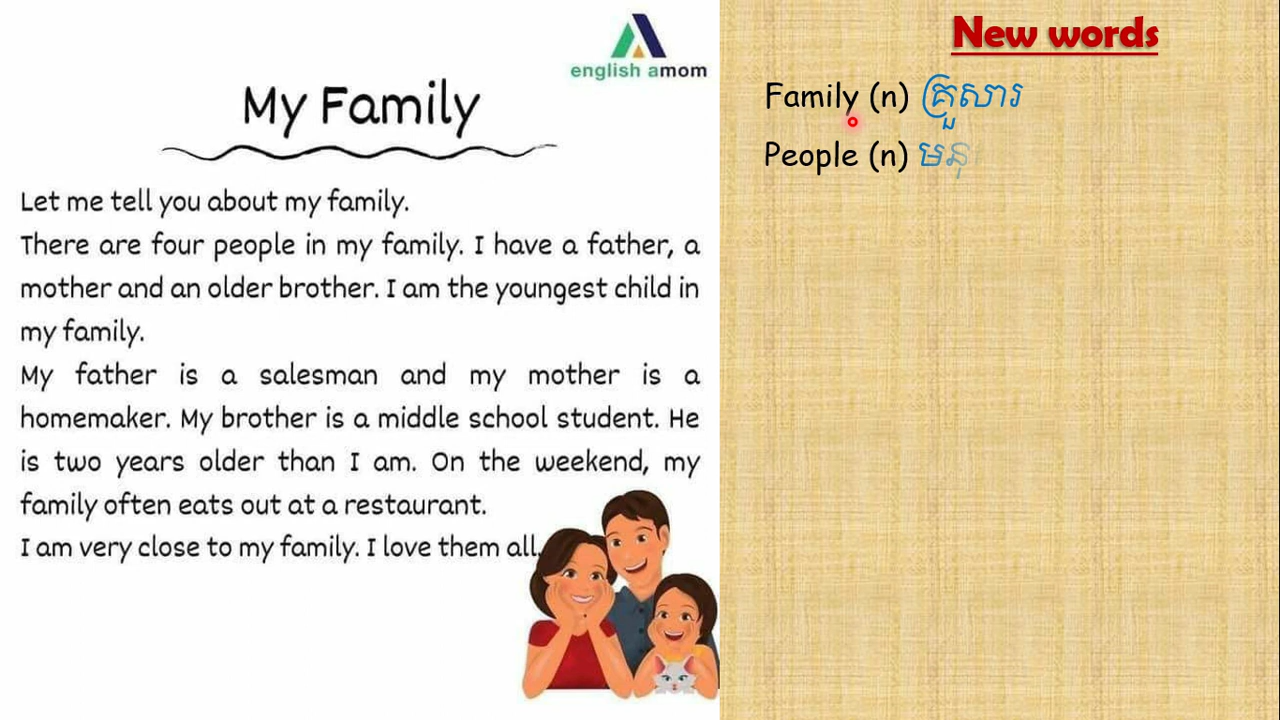 english amom
My Family
Let me tell you about my family.
There are four people in my family. I have a father, a
mother and an older brother. I am the youngest child in
my family.
My father is a salesman and my mother is a
homemaker. My brother is a middle school student. He
is two years older than I am. On the weekend, my
family often eats out at a restaurant.
I am very close to my family. I love them all.
New words
Family (n) គ្រួសារ
People (n) មនុ